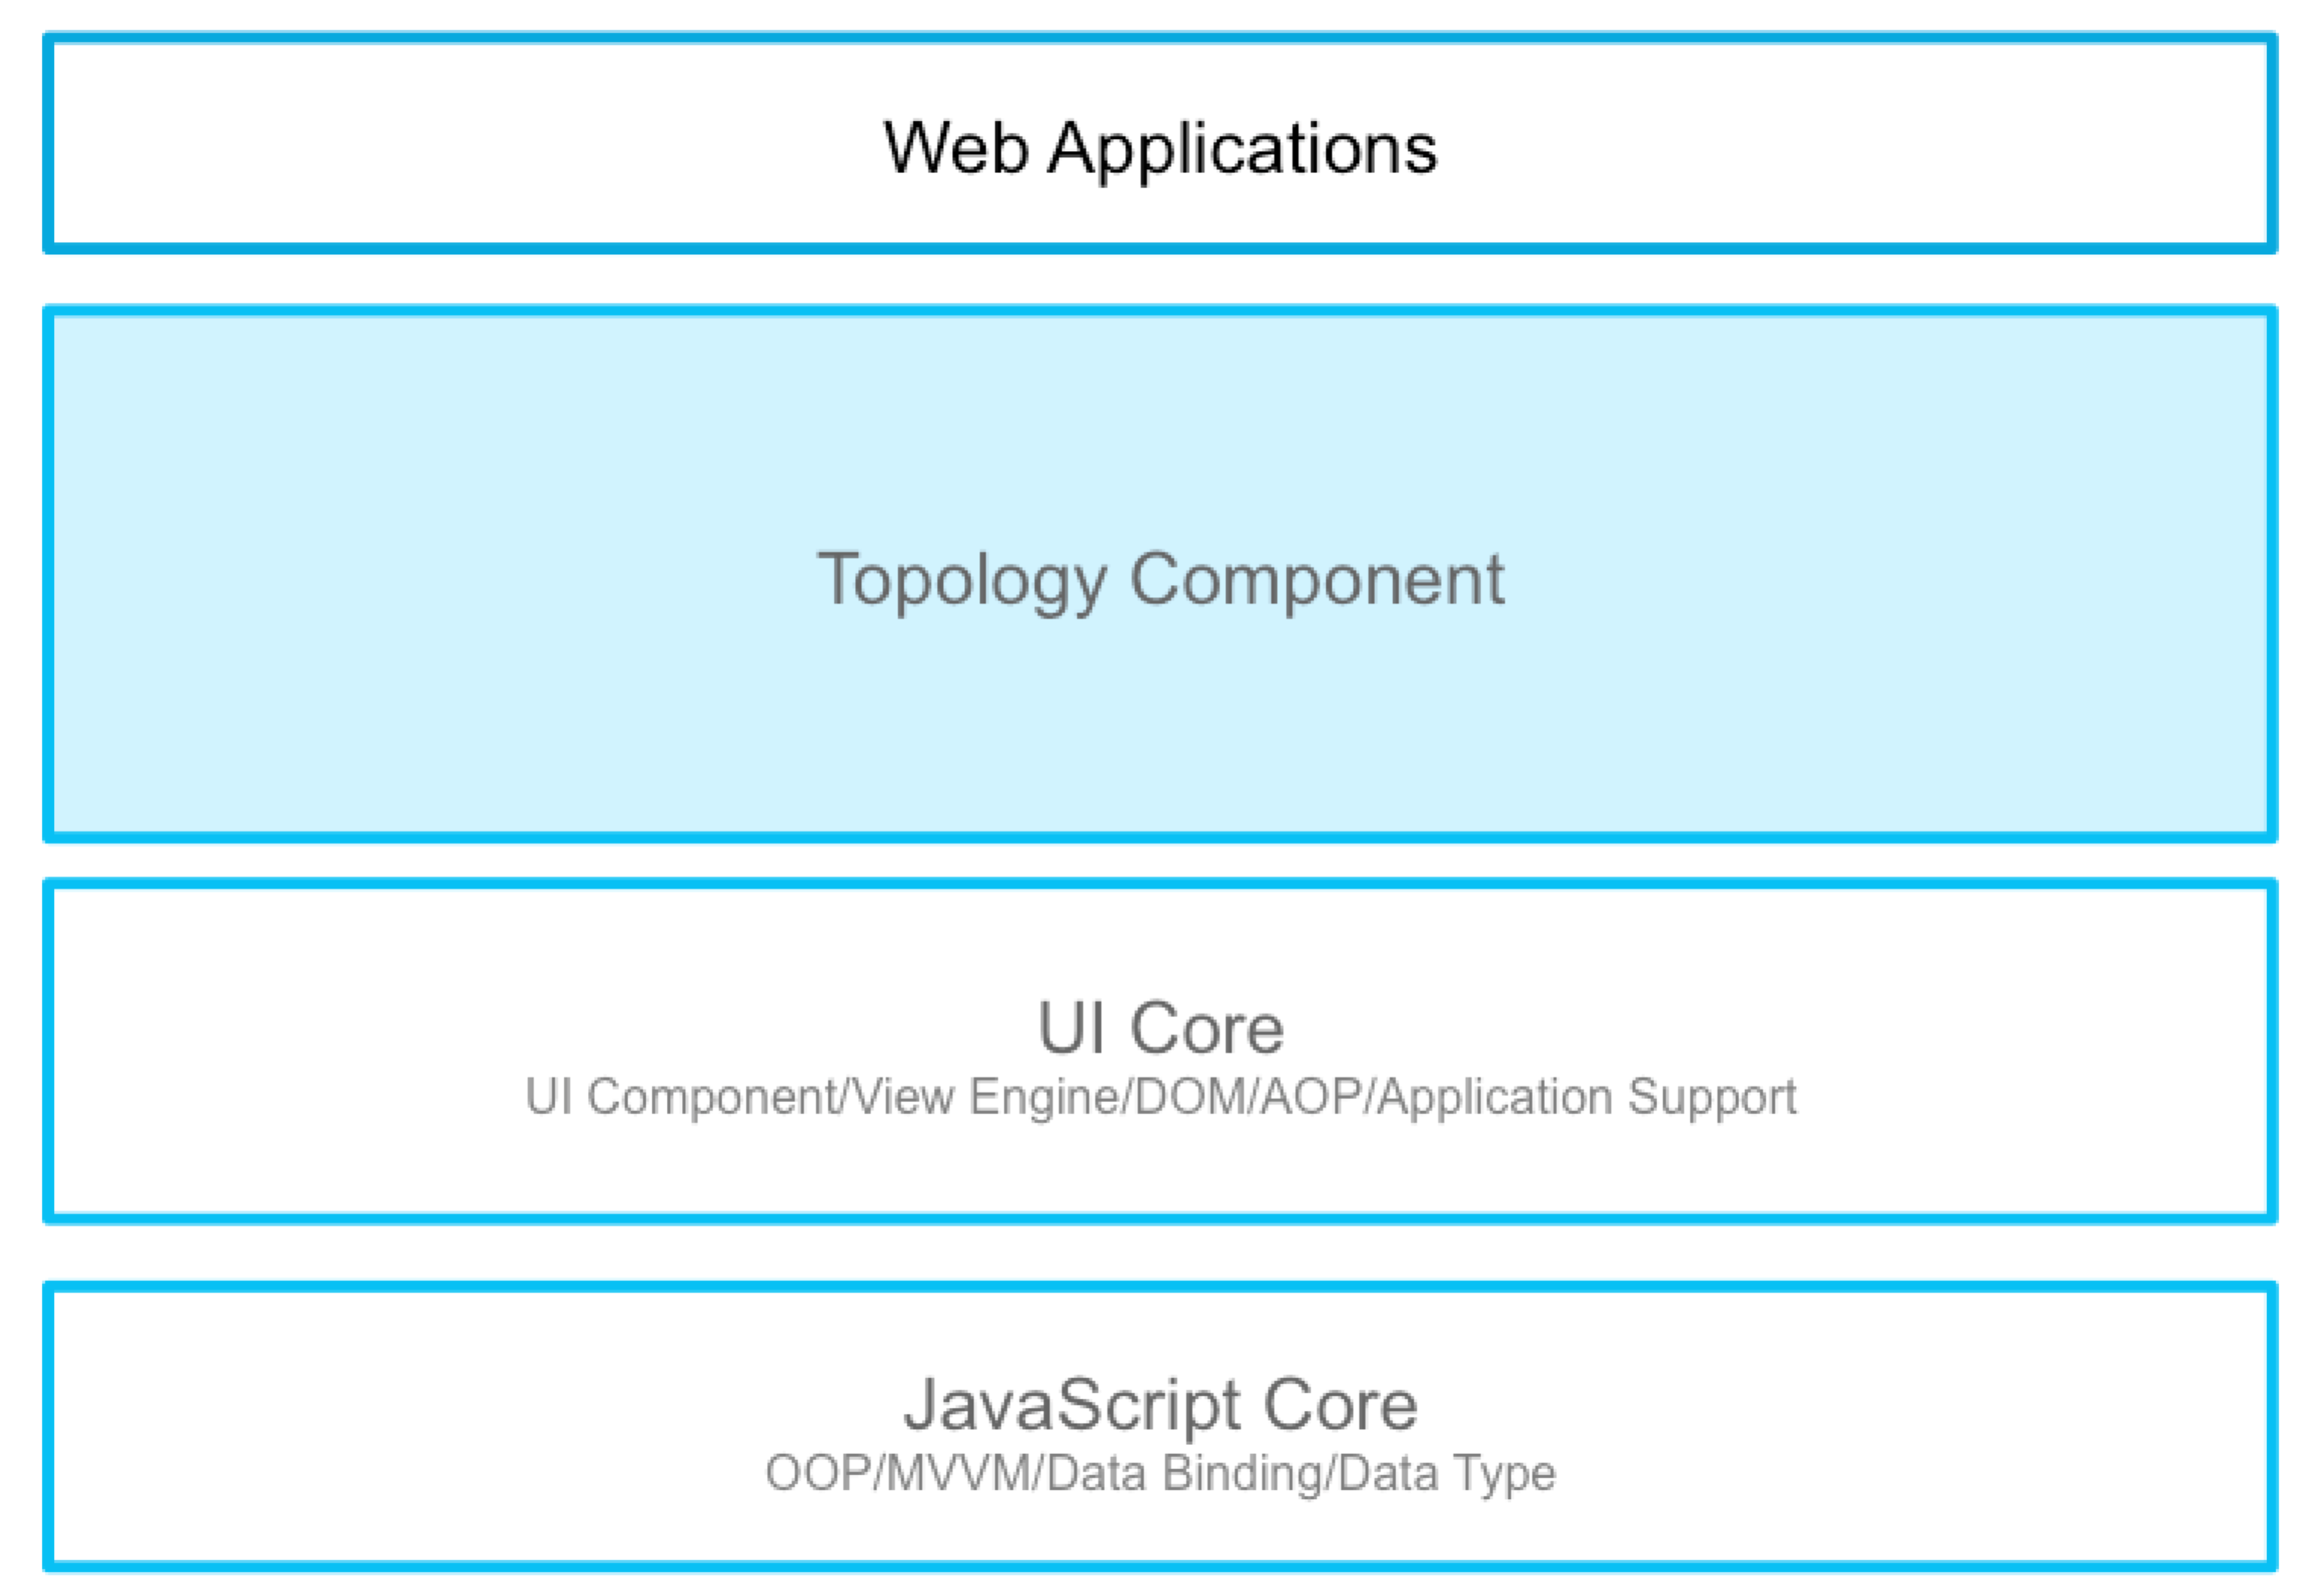 Web Applications
Topology Component
UI Core
UI Component/View Engine/DOM/AOP/Application Support
JavaScript Core
OOP/MVVM/Data Binding/Data Type